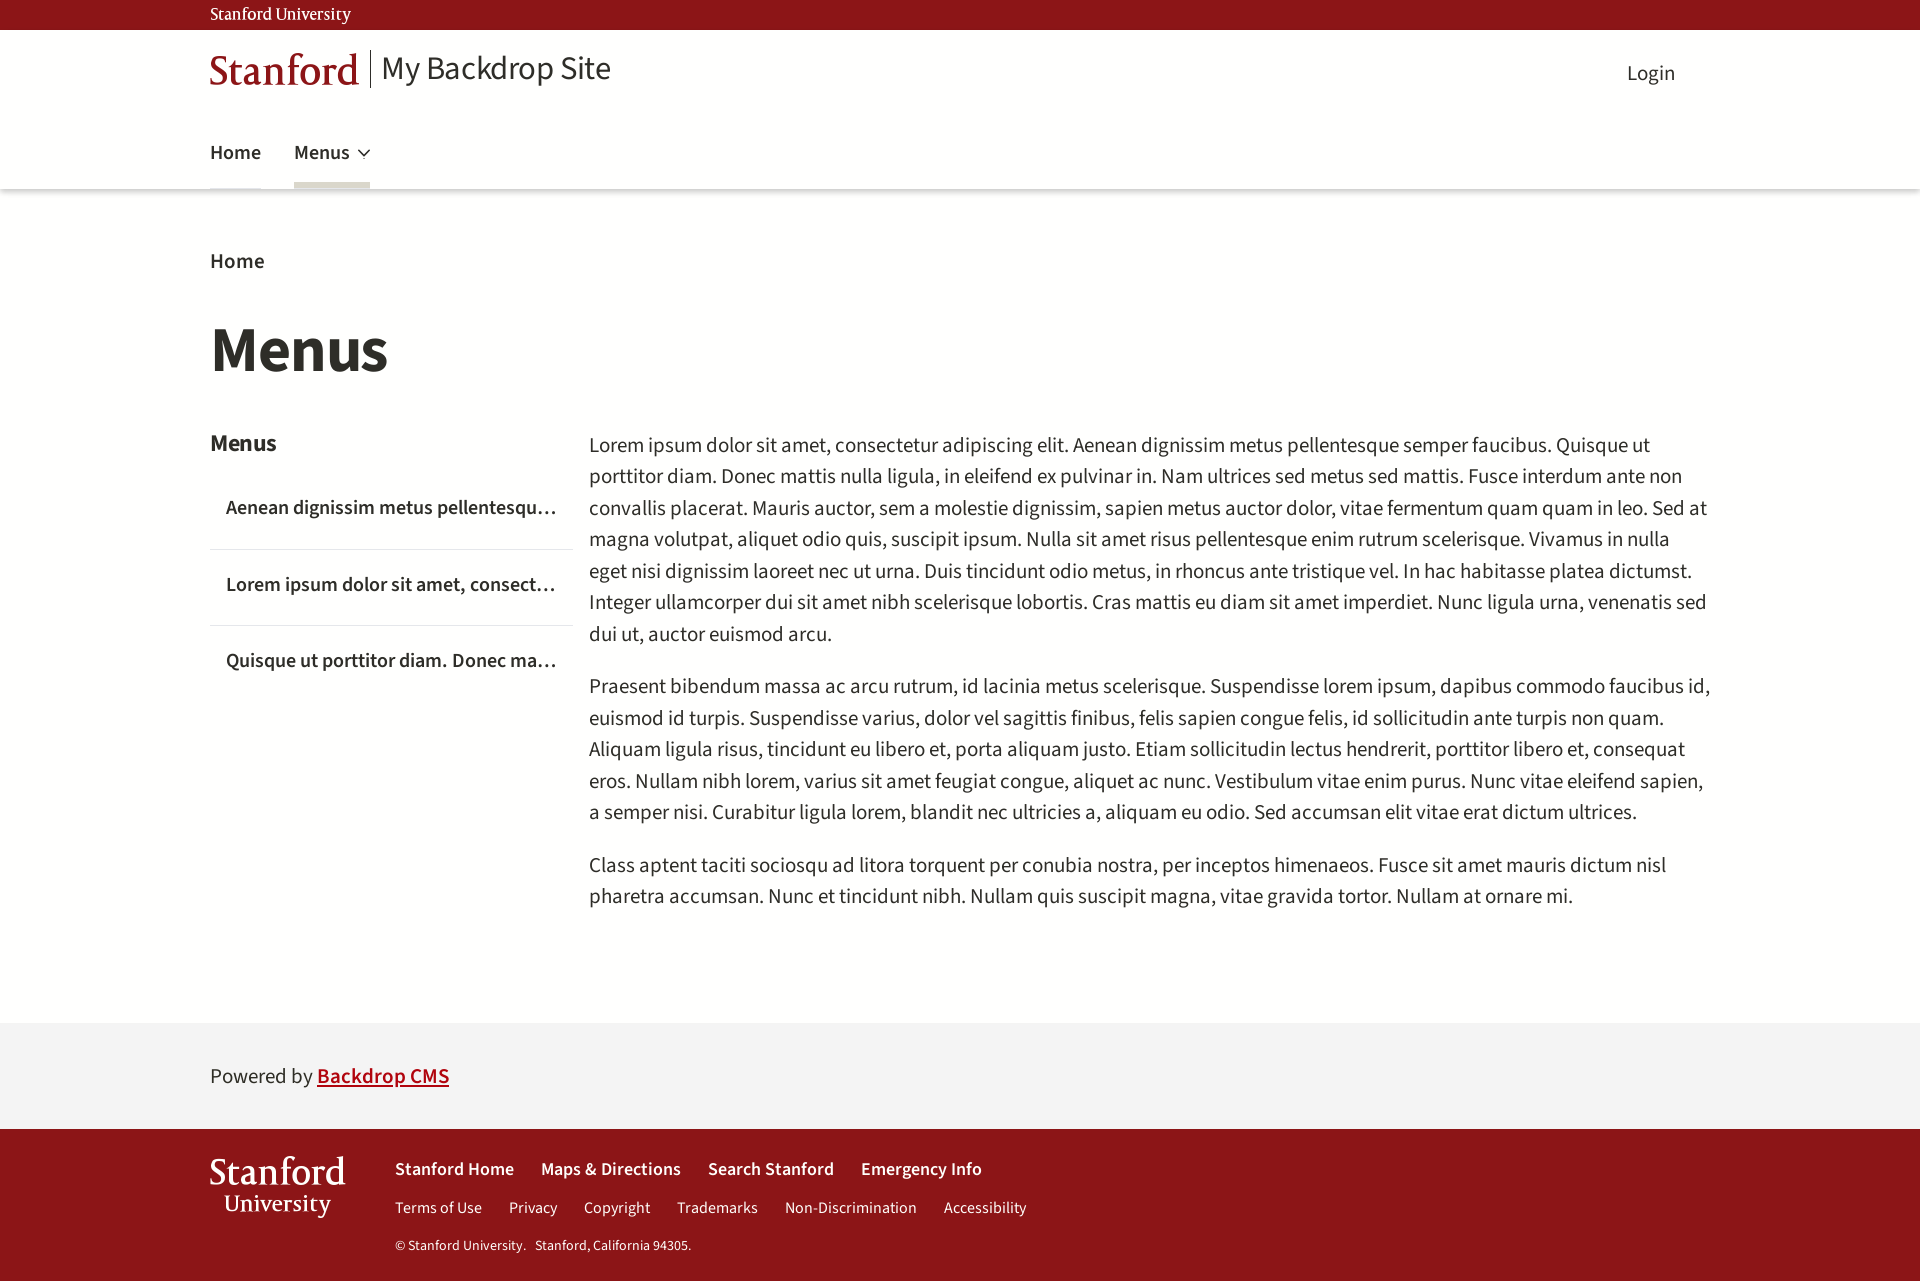 Stanford University
Stanford My Backdrop Site
Login
Home Menus
Home
Menus
Menus
Aenean dignissim metus pellentesqu…
Lorem ipsum dolor sit amet, consect…
Quisque ut porttitor diam. Donec ma…
Lorem ipsum dolor sit amet, consectetur adipiscing elit. Aenean dignissim metus pellentesque semper faucibus. Quisque ut
porttitor diam. Donec mattis nulla ligula, in eleifend ex pulvinar in. Nam ultrices sed metus sed mattis. Fusce interdum ante non
convallis placerat. Mauris auctor, sem a molestie dignissim, sapien metus auctor dolor, vitae fermentum quam quam in leo. Sed at
magna volutpat, aliquet odio quis, suscipit ipsum. Nulla sit amet risus pellentesque enim rutrum scelerisque. Vivamus in nulla
eget nisi dignissim laoreet nec ut urna. Duis tincidunt odio metus, in rhoncus ante tristique vel. In hac habitasse platea dictumst.
Integer ullamcorper dui sit amet nibh scelerisque lobortis. Cras mattis eu diam sit amet imperdiet. Nunc ligula urna, venenatis sed
dui ut, auctor euismod arcu.
Praesent bibendum massa ac arcu rutrum, id lacinia metus scelerisque. Suspendisse lorem ipsum, dapibus commodo faucibus id,
euismod id turpis. Suspendisse varius, dolor vel sagittis finibus, felis sapien congue felis, id sollicitudin ante turpis non quam.
Aliquam ligula risus, tincidunt eu libero et, porta aliquam justo. Etiam sollicitudin lectus hendrerit, porttitor libero et, consequat
eros. Nullam nibh lorem, varius sit amet feugiat congue, aliquet ac nunc. Vestibulum vitae enim purus. Nunc vitae eleifend sapien,
a semper nisi. Curabitur ligula lorem, blandit nec ultricies a, aliquam eu odio. Sed accumsan elit vitae erat dictum ultrices.
Class aptent taciti sociosqu ad litora torquent per conubia nostra, per inceptos himenaeos. Fusce sit amet mauris dictum nisl
pharetra accumsan. Nunc et tincidunt nibh. Nullam quis suscipit magna, vitae gravida tortor. Nullam at ornare mi.
Powered by Backdrop CMS
Stanford
University
Stanford Home Maps & Directions Search Stanford Emergency Info
Terms of Use Privacy Copyright Trademarks Non-Discrimination Accessibility
© Stanford University. Stanford, California 94305.